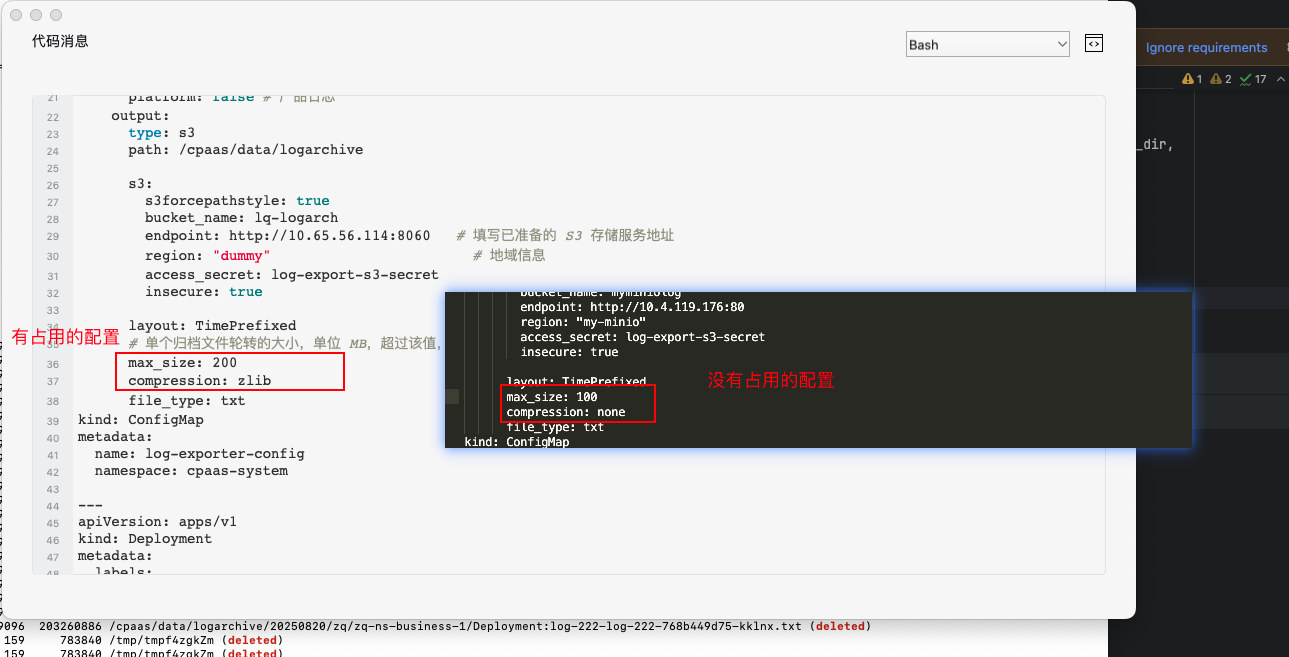 代码消息
Bash
Ignore requirements
1 2 17
_dir,
21 platform: false # 产品日志
22 output:
23 type: s3
24 path: /cpaas/data/logarchive
25
26 s3:
27 s3forcepathstyle: true
28 bucket_name: lq-logarch
29 endpoint: http://10.65.56.114:8060 # 填写已准备的 S3 存储服务地址
30 region: "dummy" # 地域信息
31 access_secret: log-export-s3-secret
32 insecure: true
33
34 layout: TimePrefixed
有占用的配置
35 # 单个归档文件轮转的大小，单位 MB，超过该值，
36 max_size: 200
37 compression: zlib
38 file_type: txt
39 kind: ConfigMap
40 metadata:
41 name: log-exporter-config
42 namespace: cpaas-system
43
44 ---
45 apiVersion: apps/v1
46 kind: Deployment
47 metadata:
48 labels:
bucket_name: myminiolog
endpoint: http://10.4.119.176:80
region: "my-minio"
access_secret: log-export-s3-secret
insecure: true
layout: TimePrefixed
没有占用的配置
max_size: 100
compression: none
file_type: txt
kind: ConfigMap
9096 203260886 /cpaas/data/logarchive/20250820/zq/zq-ns-business-1/Deployment:log-222-log-222-768b449d75-kklnx.txt (deleted)
159 783840 /tmp/tmpf4zgkZm (deleted)
159 783840 /tmp/tmpf4zgkZm (deleted)